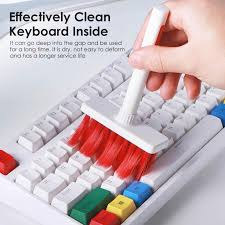 Effectively Clean
Keyboard Inside
It can go deep into the gap and be used
for a long time, it is dry, not easy to deform
and has a longer service life